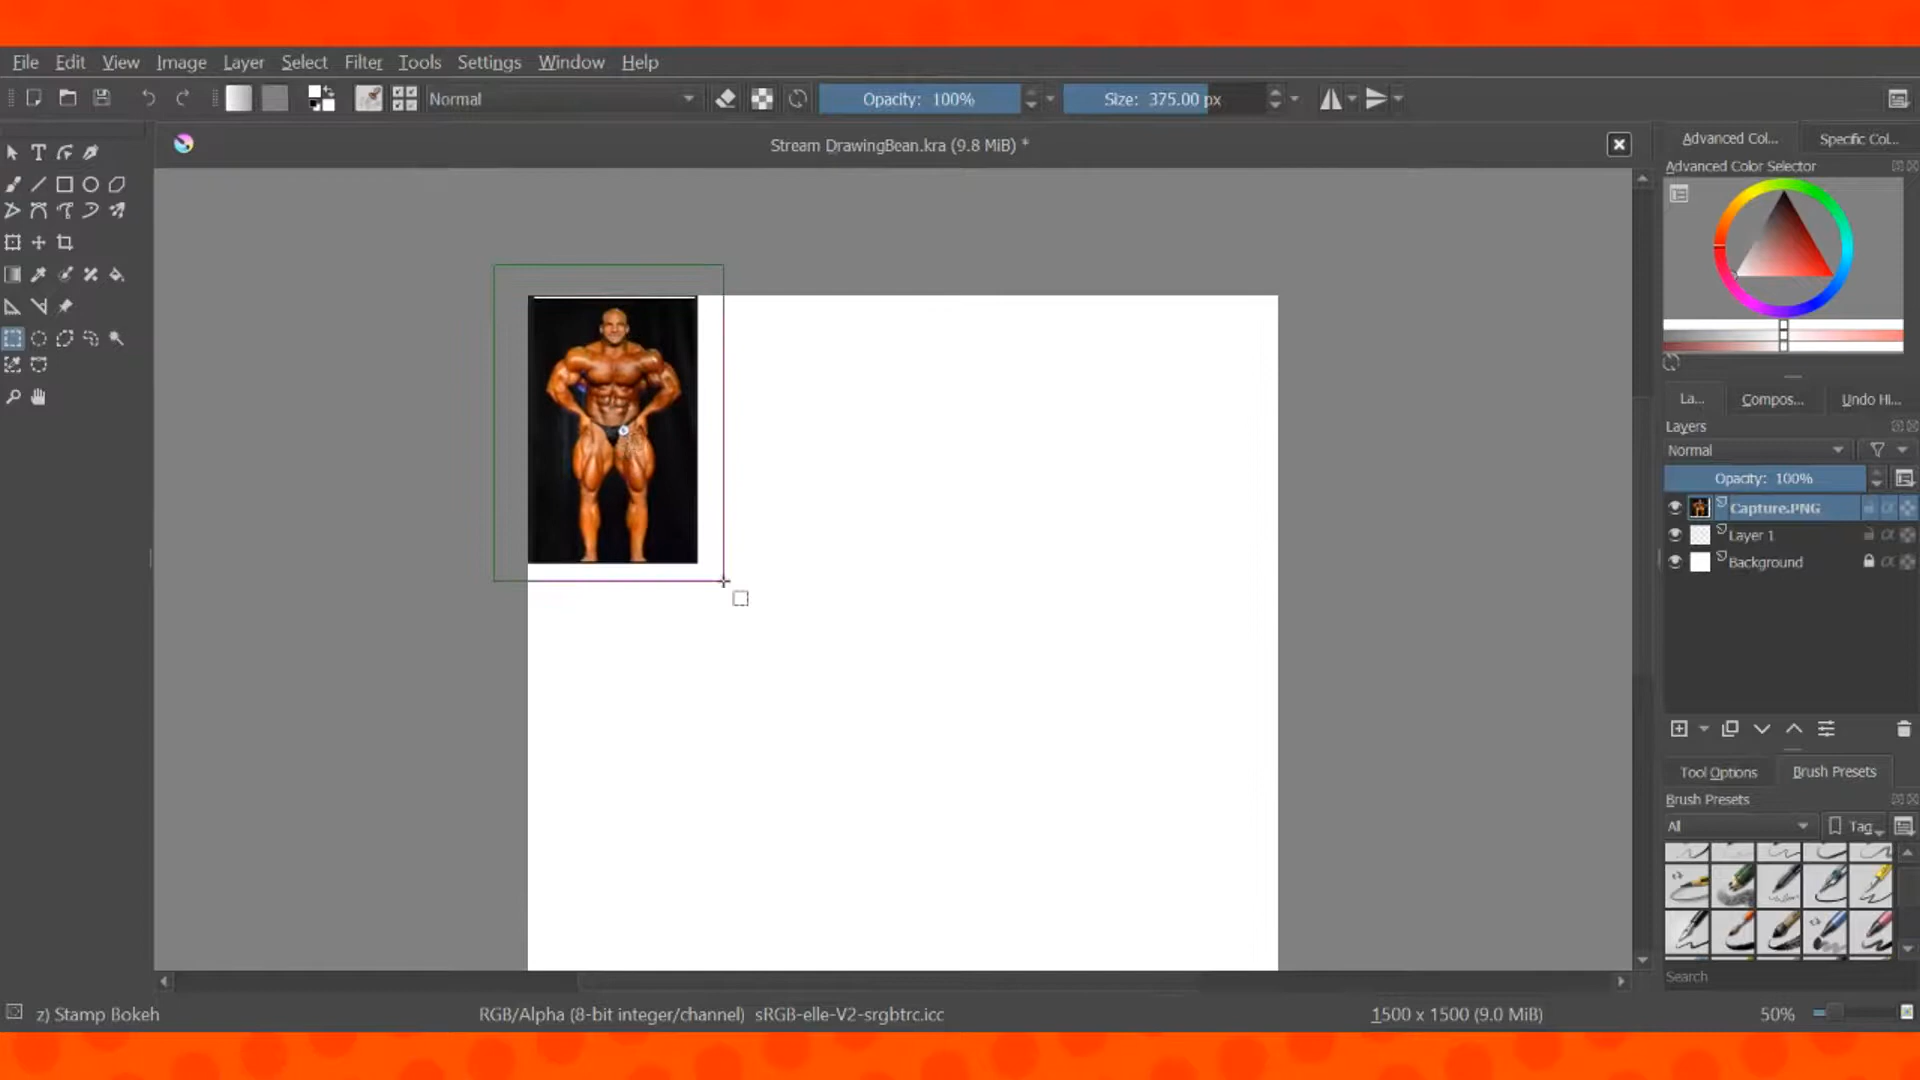 File Edit View Image Layer Select Filter Tools Settings Window Help
Normal Opacity: 100% Size: 375.00 px
Stream DrawingBean.kra (9.8 MiB) *
Advanced Col... Specific Col...
Advanced Color Selector
La... Compos... Undo Hi...
Layers
Normal
Opacity: 100%
Capture.PNG
Layer 1
Background
Tool Options Brush Presets
Brush Presets
All Tag
Search
z) Stamp Bokeh RGB/Alpha (8-bit integer/channel) sRGB-elle-V2-srgbtrc.icc 1500 x 1500 (9.0 MiB) 50%